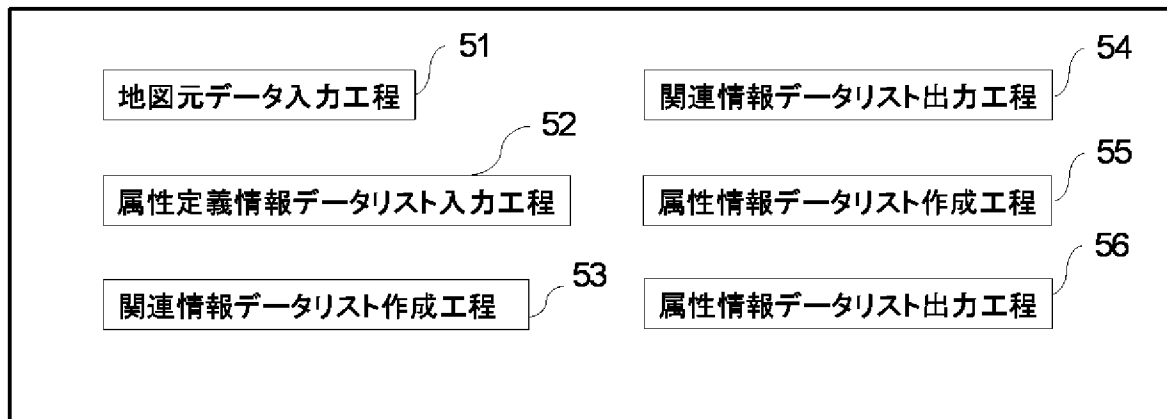 51
地図元データ入力工程
52
属性定義情報データリスト入力工程
53
関連情報データリスト作成工程
54
関連情報データリスト出力工程
55
属性情報データリスト作成工程
56
属性情報データリスト出力工程